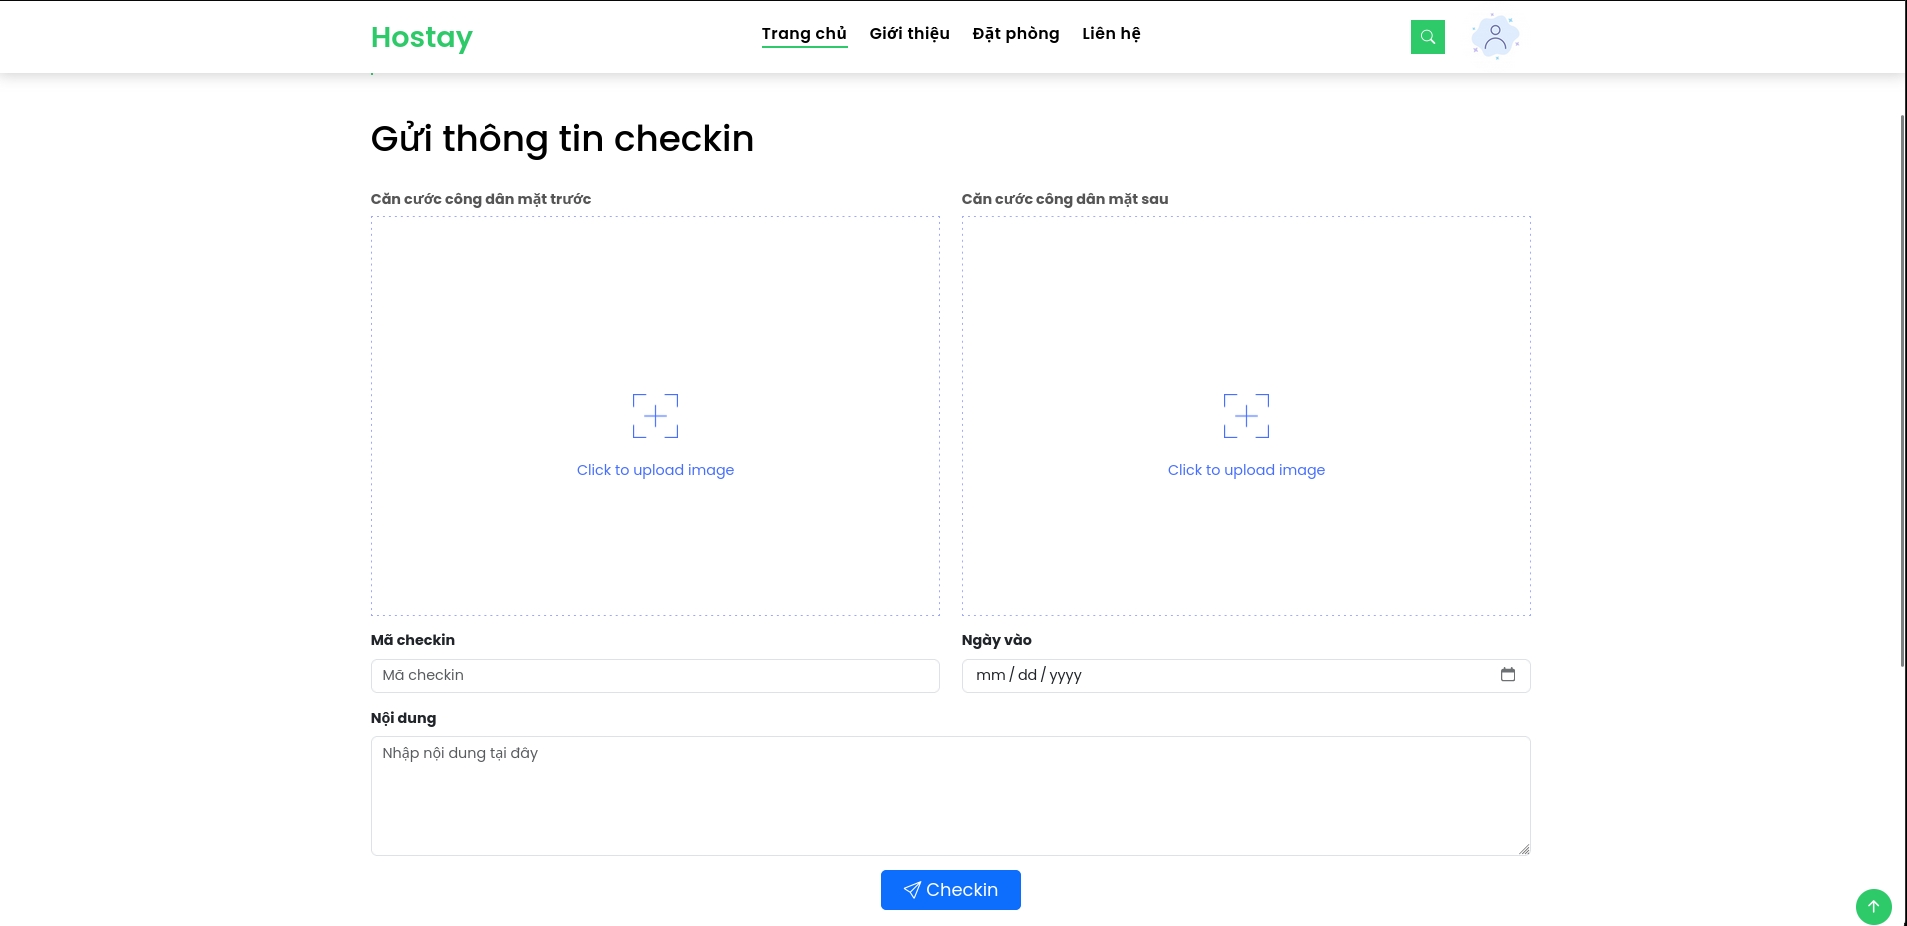 Hostay
Trang chủ Giới thiệu Đặt phòng Liên hệ
Gửi thông tin checkin
Căn cước công dân mặt trước
Căn cước công dân mặt sau
Click to upload image
Click to upload image
Mã checkin
Ngày vào
Mã checkin
mm/dd/yyyy
Nội dung
Nhập nội dung tại đây
Checkin